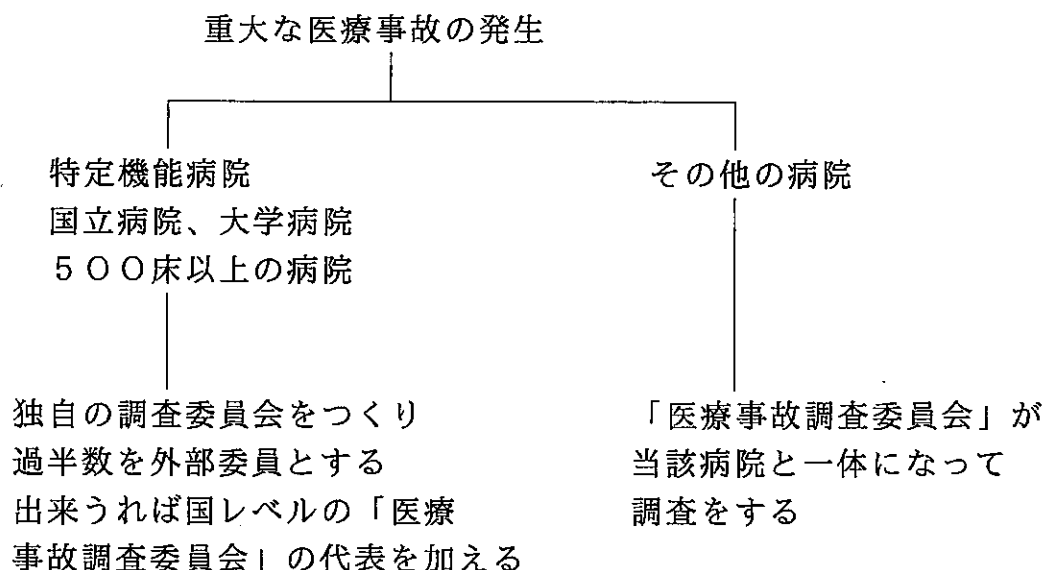 重大な医療事故の発生
特定機能病院
国立病院、大学病院
５００床以上の病院
その他の病院
独自の調査委員会をつくり
過半数を外部委員とする
出来うれば国レベルの「医療
事故調査委員会」の代表を加える
「医療事故調査委員会」が
当該病院と一体になって
調査をする